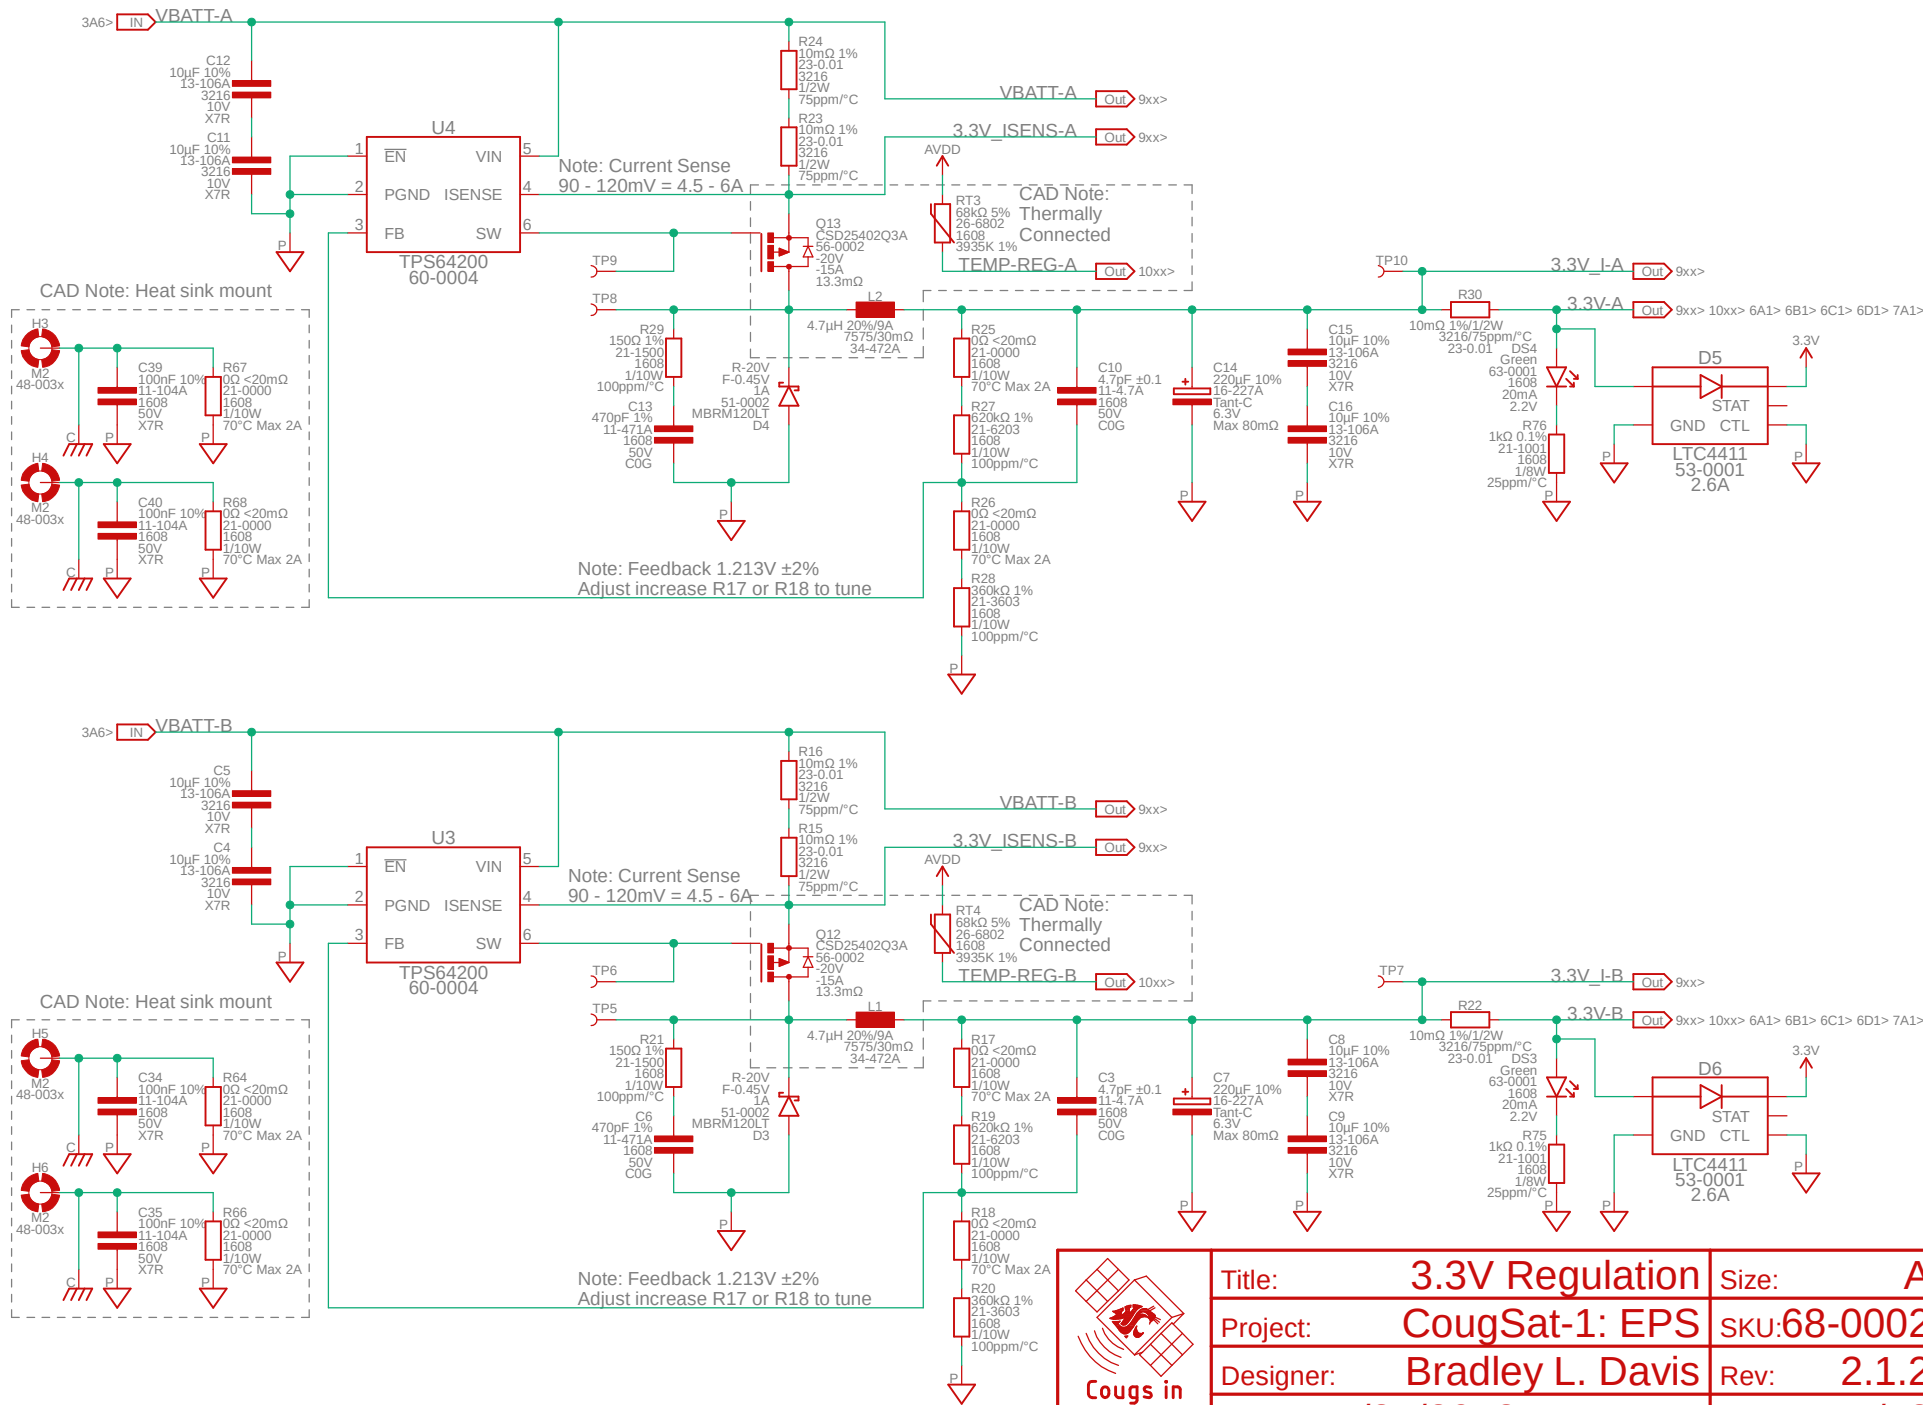 3A6> IN VBATT-A
C12
10µF 10%
13-106A
3216
10V
X7R
C11
10µF 10%
13-106A
3216
10V
X7R
U4
1 EN VIN 5
2 PGND ISENSE 4
3 FB SW 6
TPS64200
60-0004
R24
10mΩ 1%
23-0.01
3216
1/2W
75ppm/°C
R23
10mΩ 1%
23-0.01
3216
1/2W
75ppm/°C
Note: Current Sense
90 - 120mV = 4.5 - 6A
VBATT-A Out 9xx>
3.3V_ISENS-A Out 9xx>
AVDD
RT3
68kΩ 5%
26-6802
1608
3935K 1%
CAD Note:
Thermally
Connected
TEMP-REG-A Out 10xx>
Q13
CSD25402Q3A
56-0002
-20V
-15A
13.3mΩ
P
TP9
TP8
L2
4.7µH 20%/9A
7575/30mΩ
34-472A
R29
150Ω 1%
21-1500
1608
1/10W
100ppm/°C
C13
470pF 1%
11-471A
1608
50V
C0G
R-20V
F-0.45V
1A
51-0002
MBRM120LT
D4
P
R25
0Ω <20mΩ
21-0000
1608
1/10W
70°C Max 2A
R27
620kΩ 1%
21-6203
1608
1/10W
100ppm/°C
R26
0Ω <20mΩ
21-0000
1608
1/10W
70°C Max 2A
R28
360kΩ 1%
21-3603
1608
1/10W
100ppm/°C
P
C10
4.7pF ±0.1
11-4.7A
1608
50V
C0G
+
C14
220µF 10%
16-227A
Tant-C
6.3V
Max 80mΩ
P
C15
10µF 10%
13-106A
3216
10V
X7R
C16
10µF 10%
13-106A
3216
10V
X7R
P
TP10
3.3V_I-A Out 9xx>
R30
10mΩ 1%/1/2W
3216/75ppm/°C
23-0.01
3.3V-A Out 9xx> 10xx> 6A1> 6B1> 6C1> 6D1> 7A1>
DS4
Green
63-0001
1608
20mA
2.2V
R76
1kΩ 0.1%
21-1001
1608
1/8W
25ppm/°C
P
3.3V
D5
STAT
GND CTL
P
P
LTC4411
53-0001
2.6A
CAD Note: Heat sink mount
H3
M2
48-003x
C39
100nF 10%
11-104A
1608
50V
X7R
R67
0Ω <20mΩ
21-0000
1608
1/10W
70°C Max 2A
C P P
H4
M2
48-003x
C40
100nF 10%
11-104A
1608
50V
X7R
R68
0Ω <20mΩ
21-0000
1608
1/10W
70°C Max 2A
C P P
Note: Feedback 1.213V ±2%
Adjust increase R17 or R18 to tune
3A6> IN VBATT-B
C5
10µF 10%
13-106A
3216
10V
X7R
C4
10µF 10%
13-106A
3216
10V
X7R
U3
1 EN VIN 5
2 PGND ISENSE 4
3 FB SW 6
TPS64200
60-0004
R16
10mΩ 1%
23-0.01
3216
1/2W
75ppm/°C
R15
10mΩ 1%
23-0.01
3216
1/2W
75ppm/°C
Note: Current Sense
90 - 120mV = 4.5 - 6A
VBATT-B Out 9xx>
3.3V_ISENS-B Out 9xx>
AVDD
RT4
68kΩ 5%
26-6802
1608
3935K 1%
CAD Note:
Thermally
Connected
TEMP-REG-B Out 10xx>
Q12
CSD25402Q3A
56-0002
-20V
-15A
13.3mΩ
P
TP6
TP5
L1
4.7µH 20%/9A
7575/30mΩ
34-472A
R21
150Ω 1%
21-1500
1608
1/10W
100ppm/°C
C6
470pF 1%
11-471A
1608
50V
C0G
R-20V
F-0.45V
1A
51-0002
MBRM120LT
D3
P
R17
0Ω <20mΩ
21-0000
1608
1/10W
70°C Max 2A
R19
620kΩ 1%
21-6203
1608
1/10W
100ppm/°C
R18
0Ω <20mΩ
21-0000
1608
1/10W
70°C Max 2A
R20
360kΩ 1%
21-3603
1608
1/10W
100ppm/°C
P
C3
4.7pF ±0.1
11-4.7A
1608
50V
C0G
+
C7
220µF 10%
16-227A
Tant-C
6.3V
Max 80mΩ
P
C8
10µF 10%
13-106A
3216
10V
X7R
C9
10µF 10%
13-106A
3216
10V
X7R
P
TP7
3.3V_I-B Out 9xx>
R22
10mΩ 1%/1/2W
3216/75ppm/°C
23-0.01
3.3V-B Out 9xx> 10xx> 6A1> 6B1> 6C1> 6D1> 7A1>
DS3
Green
63-0001
1608
20mA
2.2V
R75
1kΩ 0.1%
21-1001
1608
1/8W
25ppm/°C
P
3.3V
D6
STAT
GND CTL
P
P
LTC4411
53-0001
2.6A
CAD Note: Heat sink mount
H5
M2
48-003x
C34
100nF 10%
11-104A
1608
50V
X7R
R64
0Ω <20mΩ
21-0000
1608
1/10W
70°C Max 2A
C P P
H6
M2
48-003x
C35
100nF 10%
11-104A
1608
50V
X7R
R66
0Ω <20mΩ
21-0000
1608
1/10W
70°C Max 2A
C P P
Note: Feedback 1.213V ±2%
Adjust increase R17 or R18 to tune
Cougs in
Title: 3.3V Regulation Size: A
Project: CougSat-1: EPS SKU:68-0002
Designer: Bradley L. Davis Rev: 2.1.2